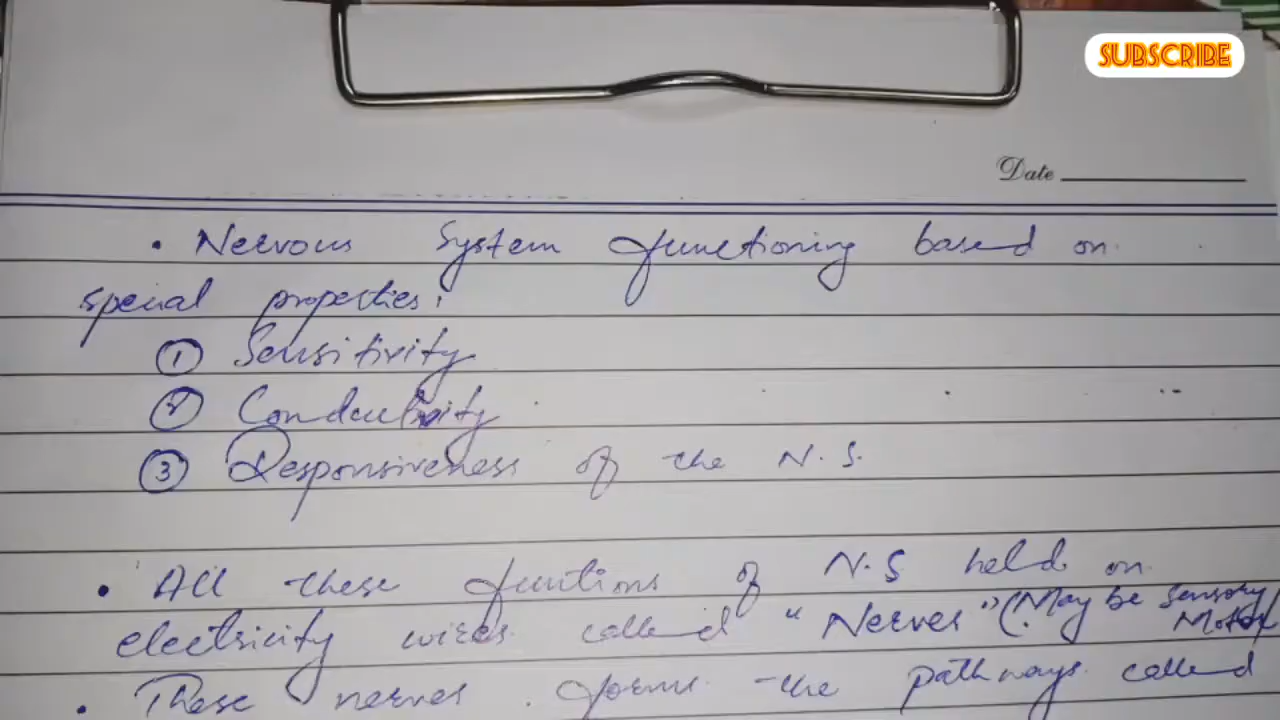 SUBSCRIBE
Date
• Nervous System functioning based on
special properties.
① Sensitivity
② Conductivity
③ Responsiveness of the N.S.
• All these functions of N.S held on
electricity wires called "Nerves" (May be Sensory/
Motor
• These nerves forms the pathways called